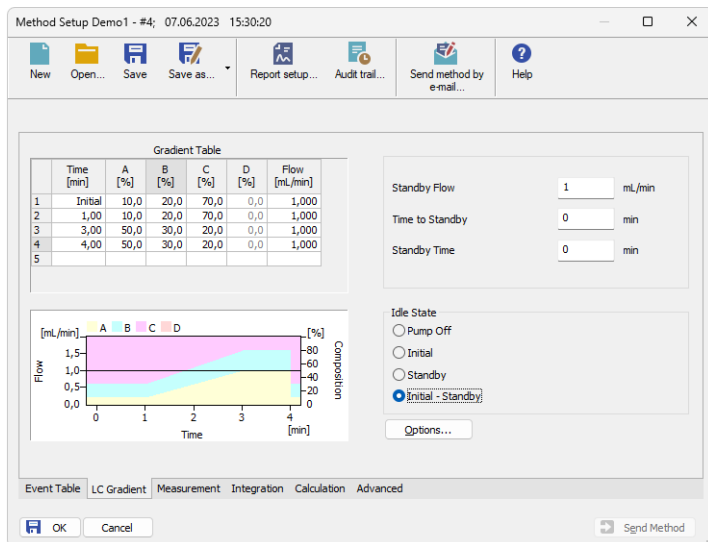 Method Setup Demo1 - #4; 07.06.2023 15:30:20
New Open... Save Save as... Report setup... Audit trail... Send method by e-mail... Help
Gradient Table
Time [min] A [%] B [%] C [%] D [%] Flow [mL/min]
1 Initial 10,0 20,0 70,0 0,0 1,000
2 1,00 10,0 20,0 70,0 0,0 1,000
3 3,00 50,0 30,0 20,0 0,0 1,000
4 4,00 50,0 30,0 20,0 0,0 1,000
5
Standby Flow 1 mL/min
Time to Standby 0 min
Standby Time 0 min
[mL/min] A B C D [%]
1,5
1,0
0,5
0,0
Flow
80
60
40
20
0
Composition
0 1 2 3 4
Time [min]
Idle State
Pump Off
Initial
Standby
Initial - Standby
Options...
Event Table LC Gradient Measurement Integration Calculation Advanced
OK Cancel Send Method